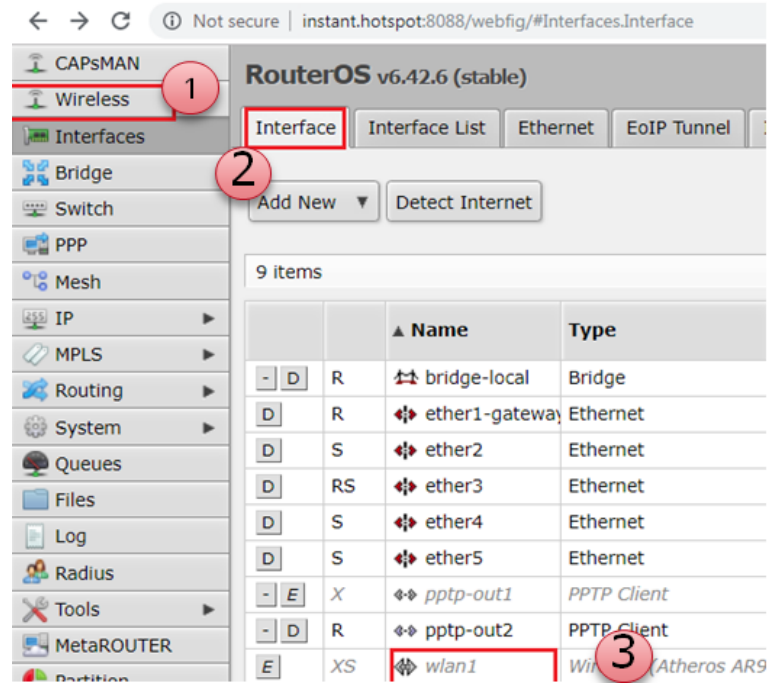 Not secure | instant.hotspot:8088/webfig/#Interfaces.Interface
CAPsMAN
1
Wireless
Interfaces
Bridge
Switch
PPP
Mesh
IP
MPLS
Routing
System
Queues
Files
Log
Radius
Tools
MetaROUTER
Partition
RouterOS v6.42.6 (stable)
Interface
Interface List
Ethernet
EoIP Tunnel
2
Add New
Detect Internet
9 items
Name Type
- D R bridge-local Bridge
D R ether1-gateway Ethernet
D S ether2 Ethernet
D RS ether3 Ethernet
D S ether4 Ethernet
D S ether5 Ethernet
- E X pptp-out1 PPTP Client
- D R pptp-out2 PPTP Client
E XS wlan1 (Atheros AR9
3